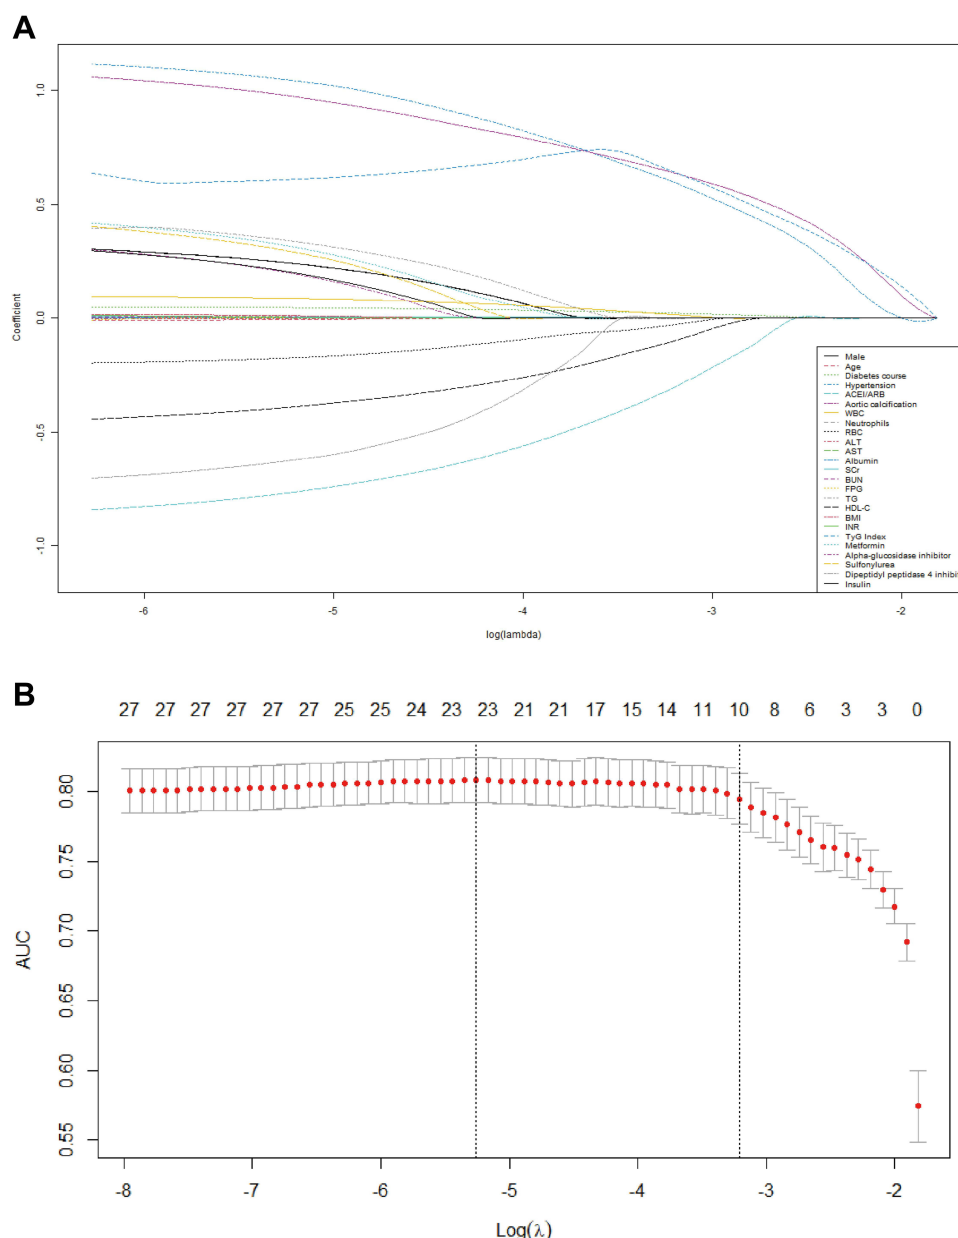 A
1.0
0.5
0.0
-0.5
-1.0
Coefficient
Male
Age
Diabetes course
Hypertension
ACEI/ARB
Aortic calcification
WBC
Neutrophils
RBC
ALT
AST
Albumin
SCr
BUN
FPG
TG
HDL-C
BMI
INR
TyG Index
Metformin
Alpha-glucosidase inhibitor
Sulfonylurea
Dipeptidyl peptidase 4 inhibit
Insulin
-6 -5 -4 -3 -2
log(lambda)
B
27 27 27 27 27 27 25 25 24 23 23 21 21 17 15 14 11 10 8 6 3 3 0
0.80
0.75
0.70
0.65
0.60
0.55
AUC
-8 -7 -6 -5 -4 -3 -2
Log(λ)